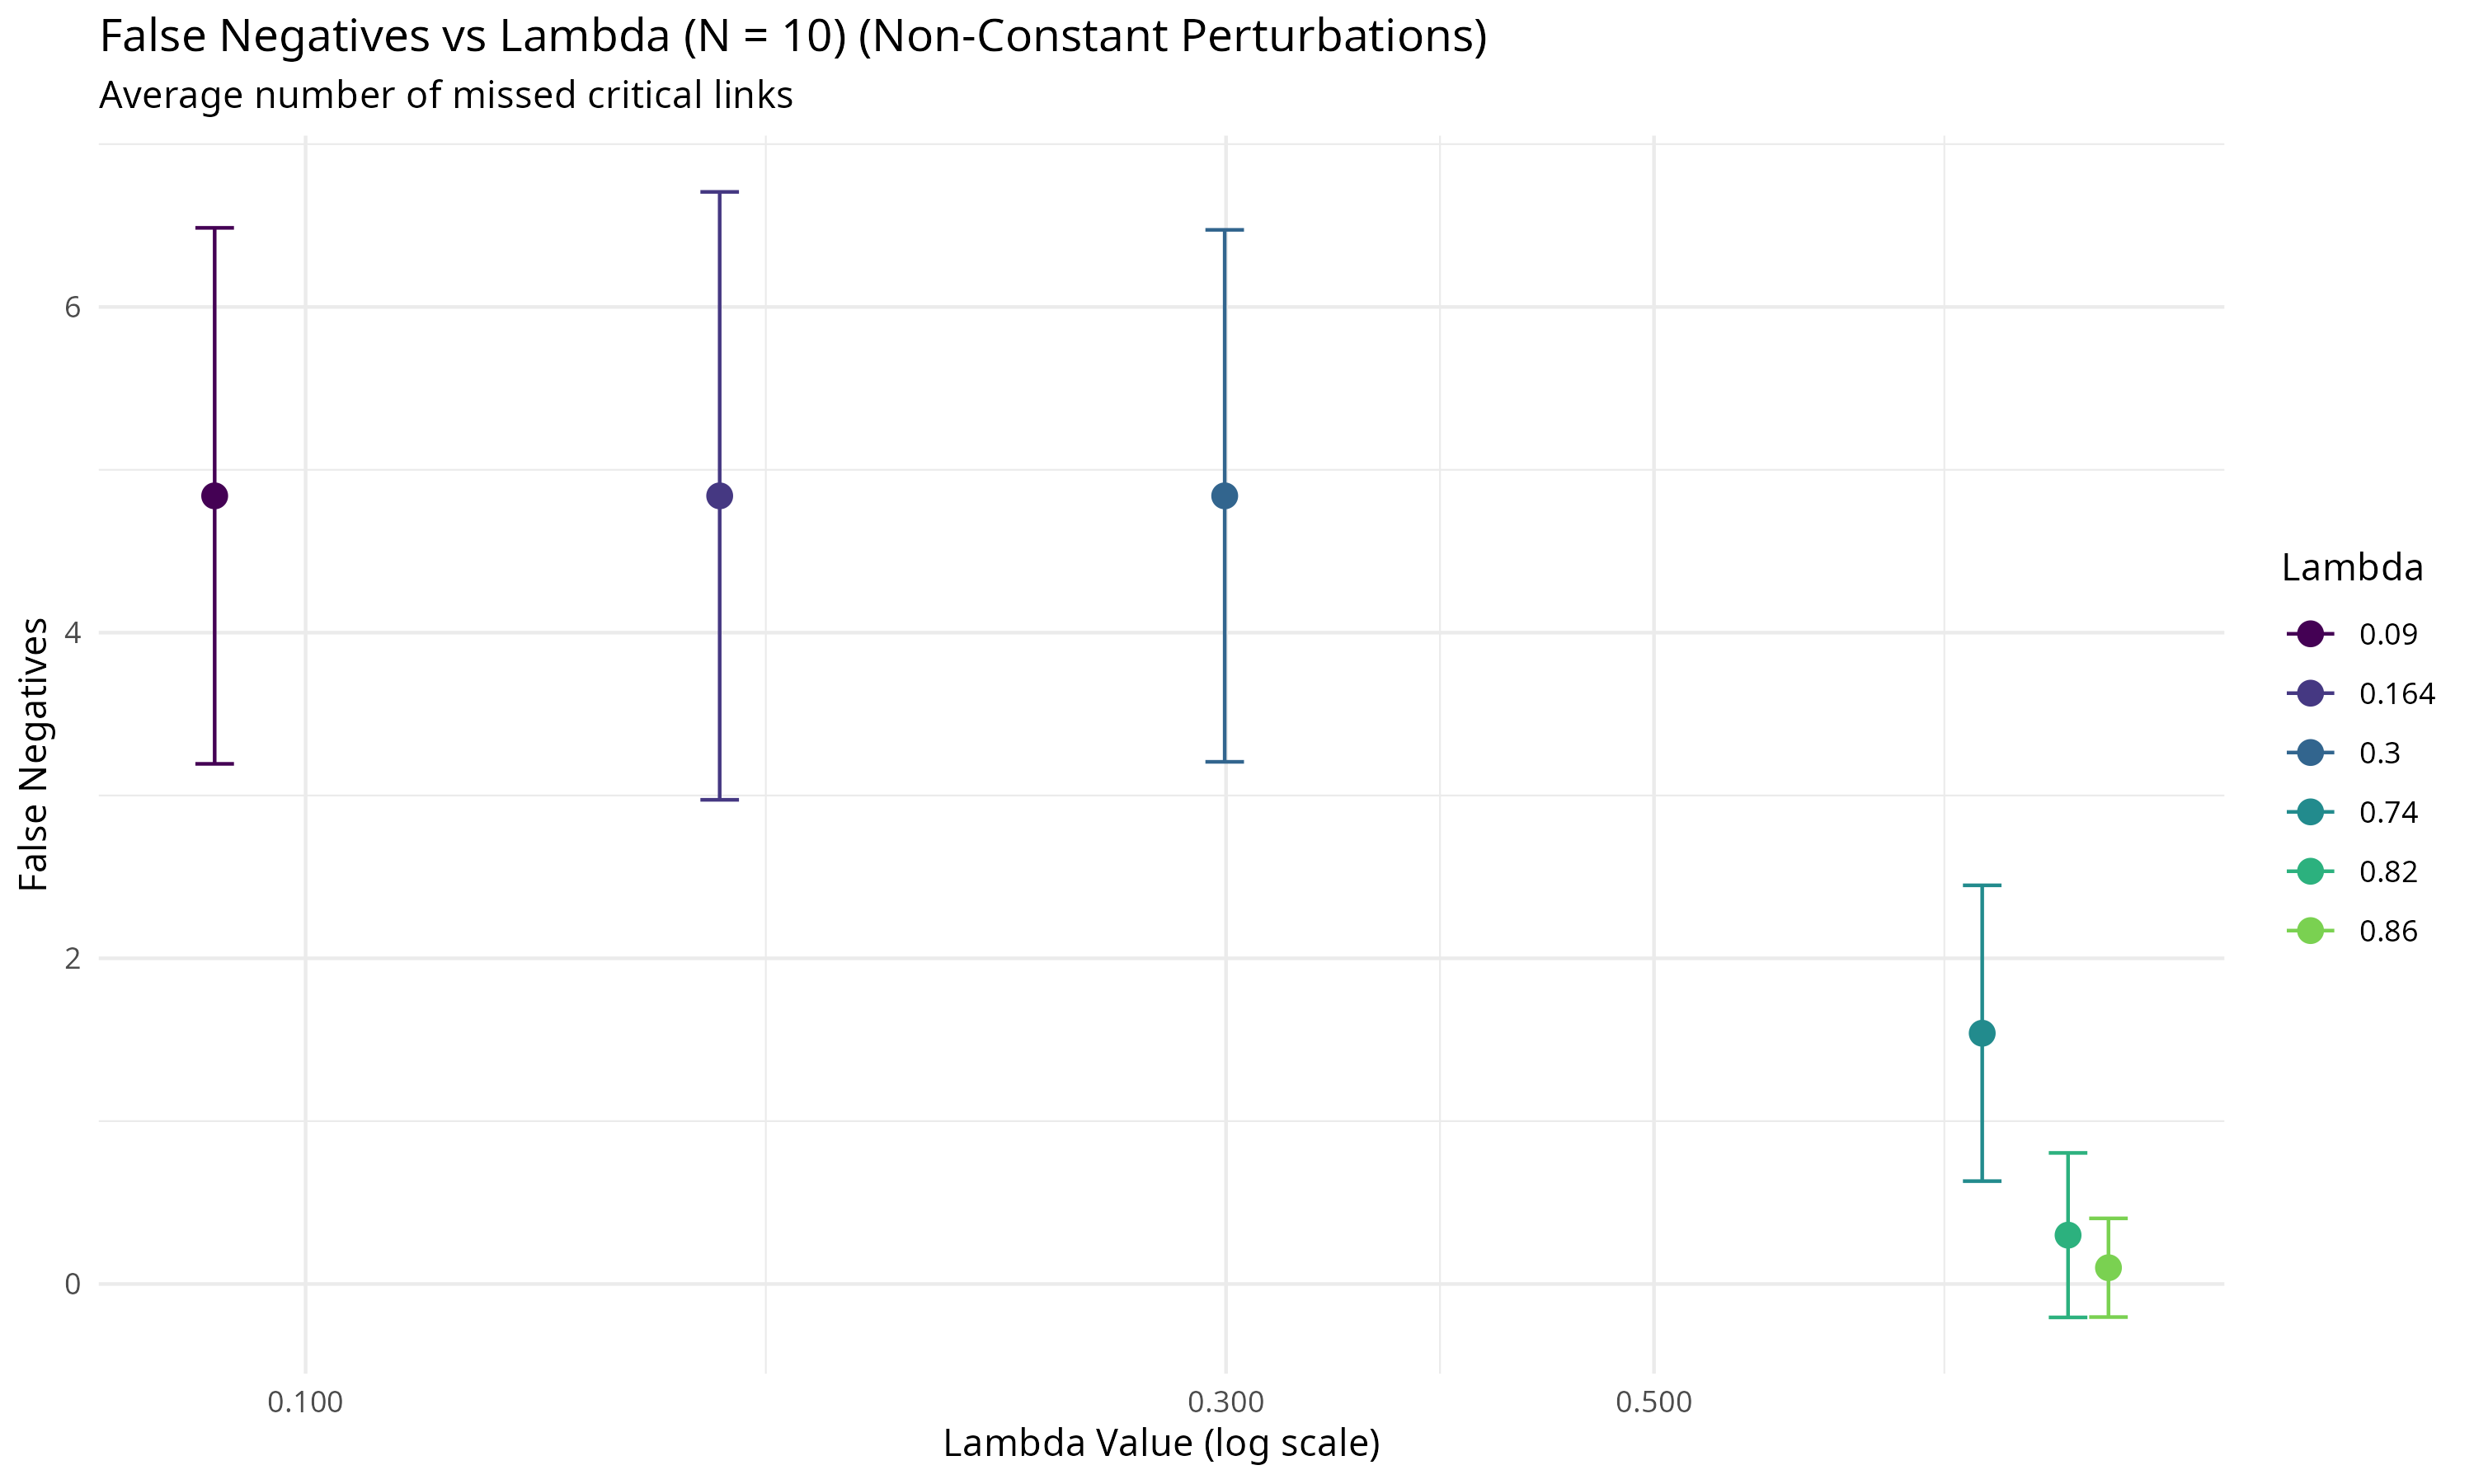 False Negatives vs Lambda (N = 10) (Non-Constant Perturbations)
Average number of missed critical links
False Negatives
6
4
2
0
0.100
0.300
0.500
Lambda Value (log scale)
Lambda
0.09
0.164
0.3
0.74
0.82
0.86